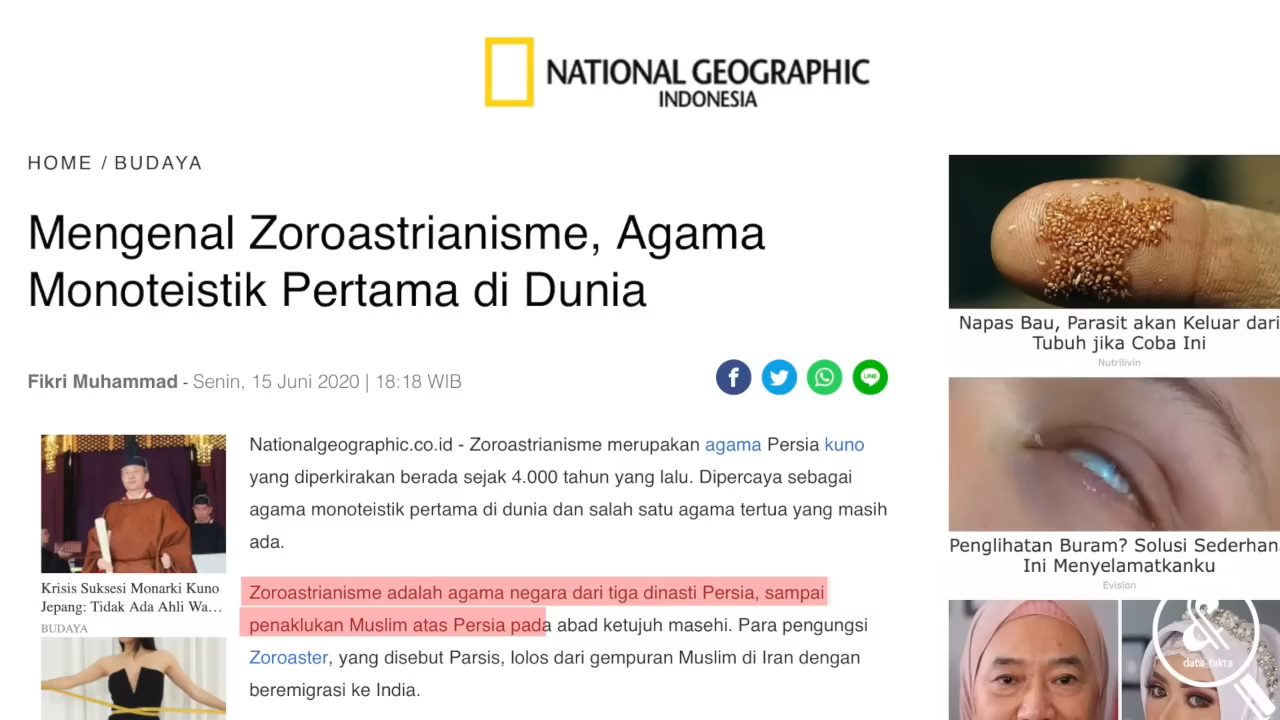 NATIONAL GEOGRAPHIC
INDONESIA
HOME / BUDAYA
Mengenal Zoroastrianisme, Agama
Monoteistik Pertama di Dunia
Fikri Muhammad - Senin, 15 Juni 2020 | 18:18 WIB
f
LINE
Nationalgeographic.co.id - Zoroastrianisme merupakan agama Persia kuno
yang diperkirakan berada sejak 4.000 tahun yang lalu. Dipercaya sebagai
agama monoteistik pertama di dunia dan salah satu agama tertua yang masih
ada.
Zoroastrianisme adalah agama negara dari tiga dinasti Persia, sampai
penaklukan Muslim atas Persia pada abad ketujuh masehi. Para pengungsi
Zoroaster, yang disebut Parsis, lolos dari gempuran Muslim di Iran dengan
beremigrasi ke India.
Krisis Suksesi Monarki Kuno
Jepang: Tidak Ada Ahli Wa...
BUDAYA
Napas Bau, Parasit akan Keluar dari
Tubuh jika Coba Ini
Nutrilivin
Penglihatan Buram? Solusi Sederhan
Ini Menyelamatkanku
Evision
&
data-fakta